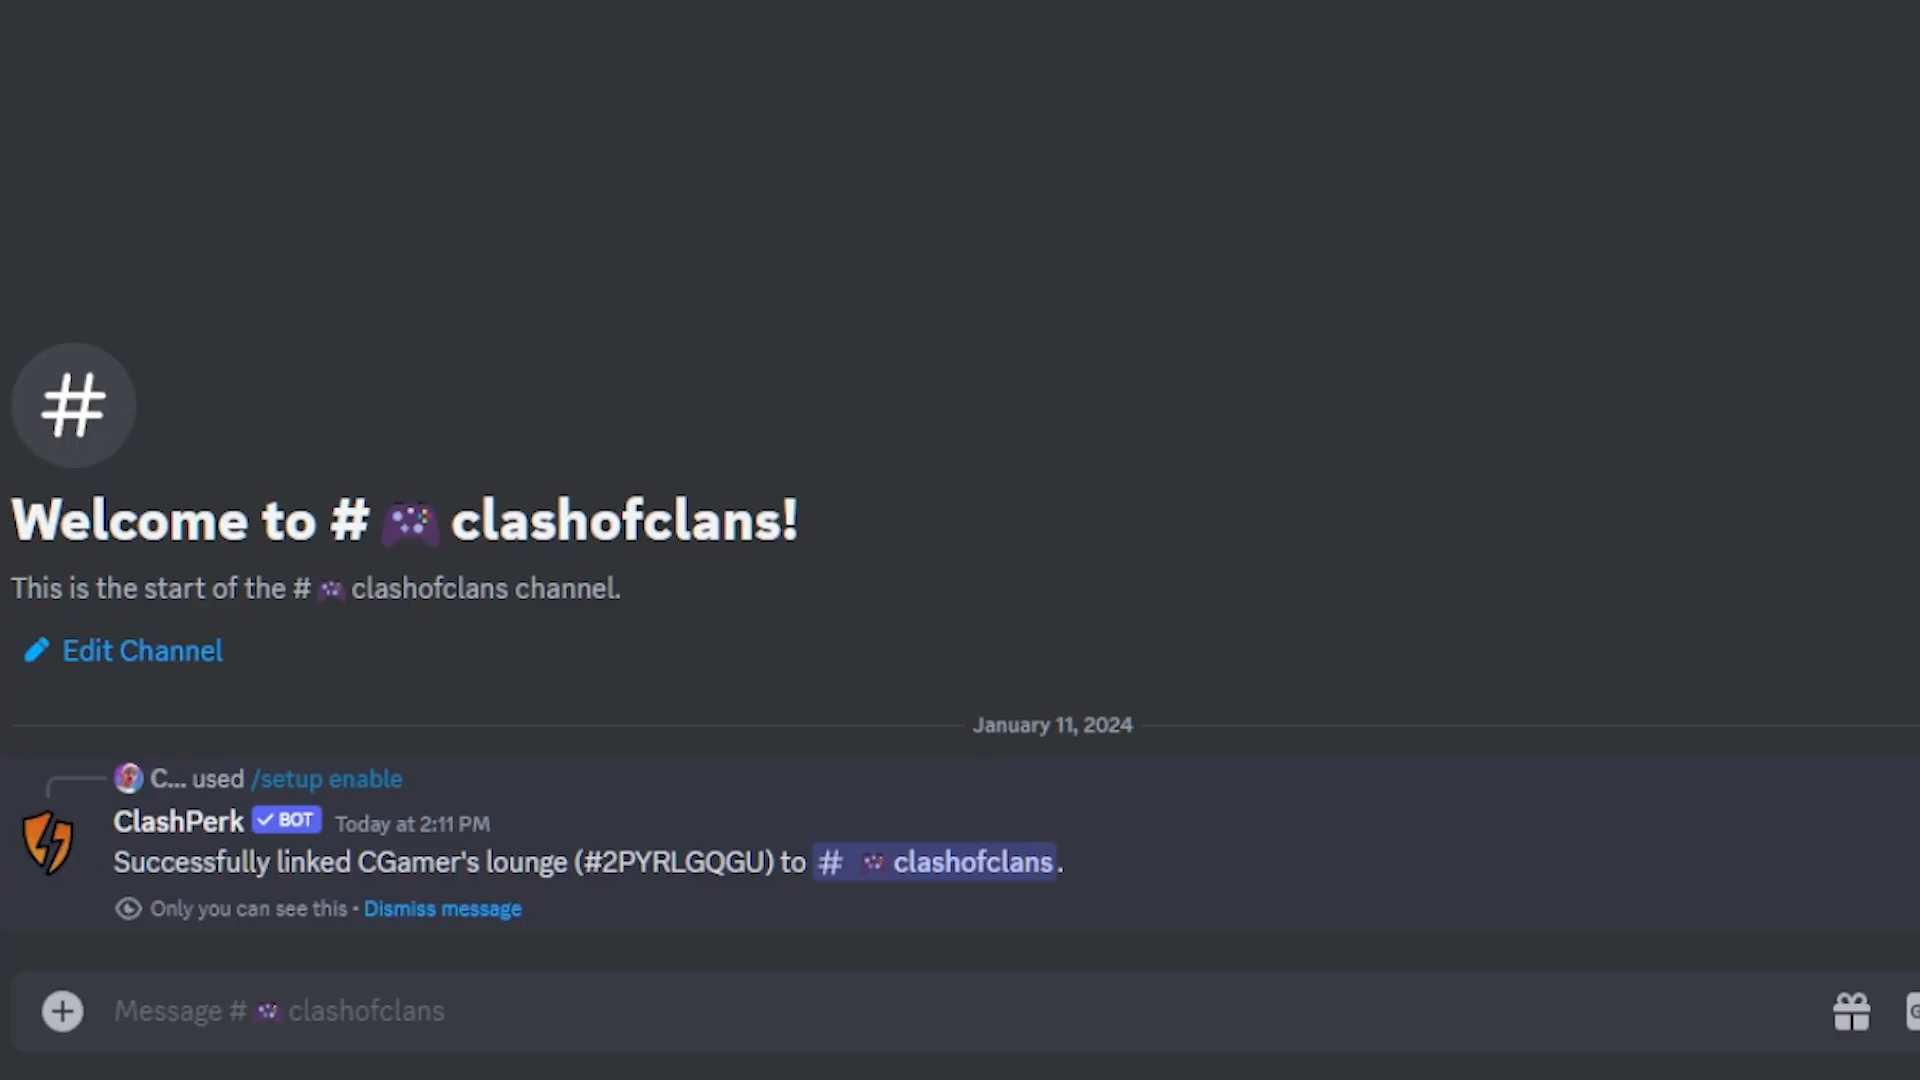 Welcome to # 🎮 clashofclans!
This is the start of the # 🎮 clashofclans channel.
Edit Channel
January 11, 2024
C... used /setup enable
ClashPerk ✓ BOT Today at 2:11 PM
Successfully linked CGamer's lounge (#2PYRLGQGU) to # 🎮 clashofclans.
Only you can see this • Dismiss message
Message # 🎮 clashofclans